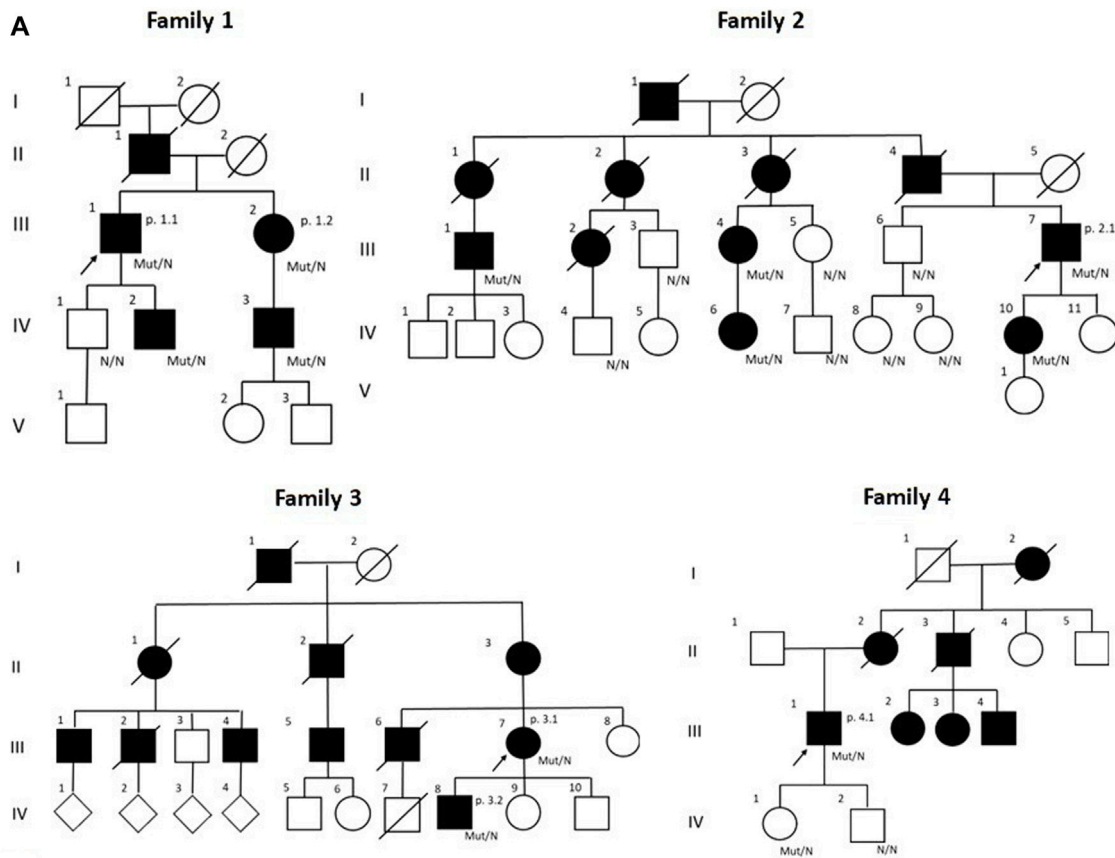 A
Family 1
Family 2
I
1 2
II
1 2
III
1 p. 1.1 2 p. 1.2
Mut/N Mut/N
IV
1 2 3
N/N Mut/N Mut/N
V
1 2 3
I
1 2
II
1 2 3 4 5
III
1 2 3 4 5 6 7 p. 2.1
Mut/N N/N Mut/N N/N N/N Mut/N
IV
1 2 3 4 5 6 7 8 9 10 11
N/N Mut/N N/N N/N N/N Mut/N
V
1
Family 3
Family 4
I
1 2
II
1 2 3
III
1 2 3 4 5 6 7 p. 3.1 8
Mut/N
IV
1 2 3 4 5 6 7 8 p. 3.2 9 10
Mut/N
I
1 2
II
1 2 3 4 5
III
1 p. 4.1 2 3 4
Mut/N
IV
1 2
Mut/N N/N